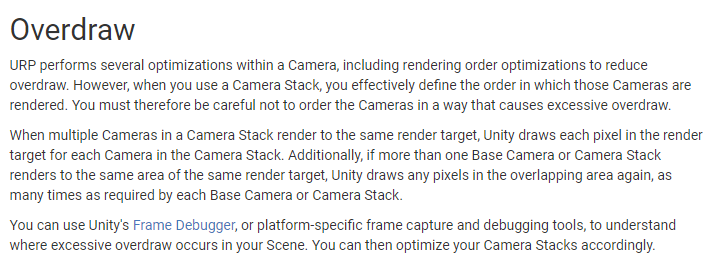 Overdraw
URP performs several optimizations within a Camera, including rendering order optimizations to reduce
overdraw. However, when you use a Camera Stack, you effectively define the order in which those Cameras are
rendered. You must therefore be careful not to order the Cameras in a way that causes excessive overdraw.
When multiple Cameras in a Camera Stack render to the same render target, Unity draws each pixel in the render
target for each Camera in the Camera Stack. Additionally, if more than one Base Camera or Camera Stack
renders to the same area of the same render target, Unity draws any pixels in the overlapping area again, as
many times as required by each Base Camera or Camera Stack.
You can use Unity's Frame Debugger, or platform-specific frame capture and debugging tools, to understand
where excessive overdraw occurs in your Scene. You can then optimize your Camera Stacks accordingly.